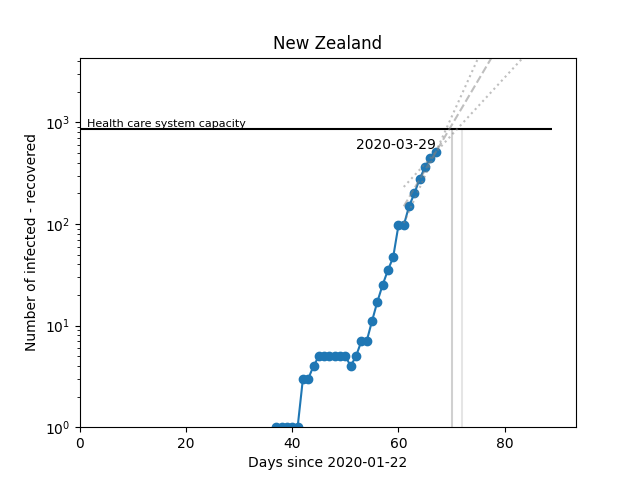 New Zealand
Number of infected - recovered
10³
10²
10¹
10⁰
Health care system capacity
2020-03-29
0 20 40 60 80
Days since 2020-01-22